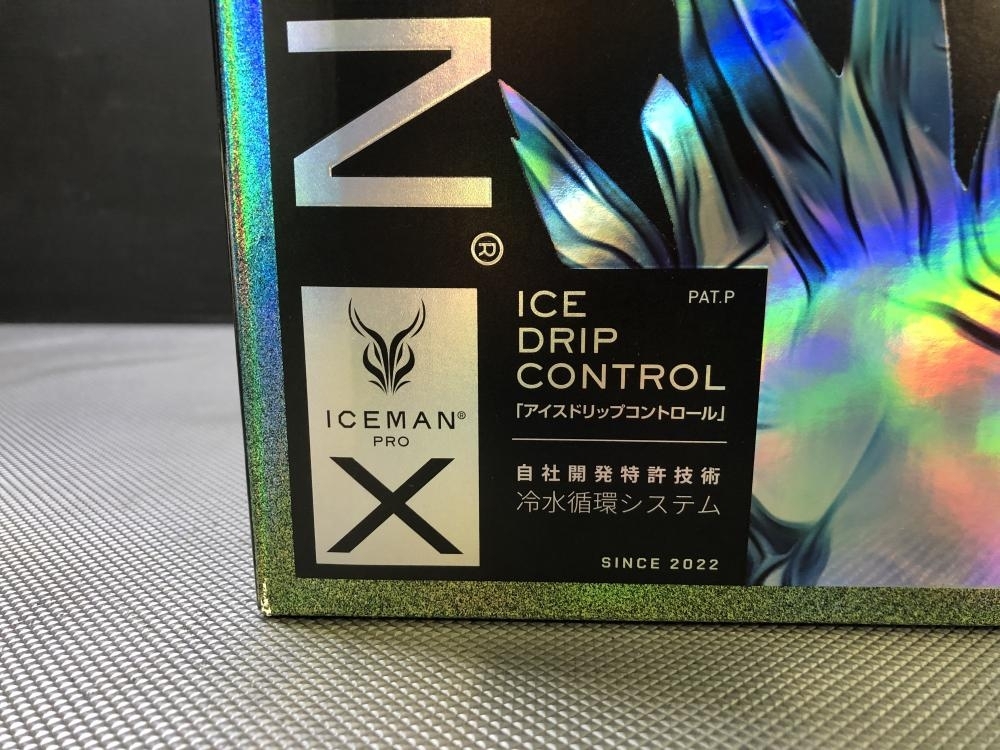 N®
ICEMAN®
PRO
X
ICE
DRIP
CONTROL
PAT.P
「アイスドリップコントロール」
自社開発特許技術
冷水循環システム
SINCE 2022